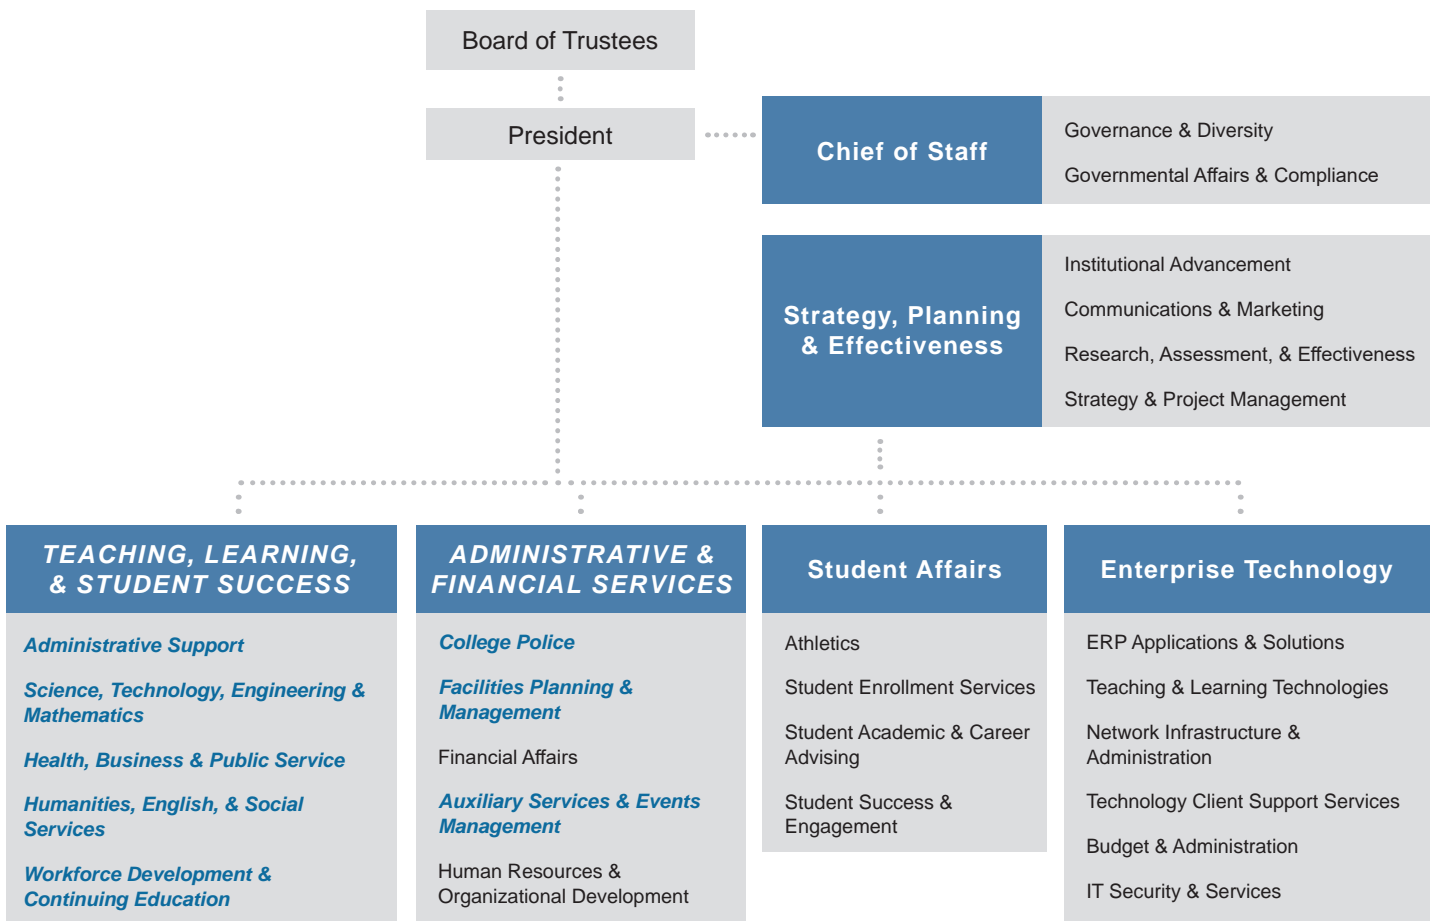 Board of Trustees
President
Chief of Staff
Governance & Diversity
Governmental Affairs & Compliance
Strategy, Planning
& Effectiveness
Institutional Advancement
Communications & Marketing
Research, Assessment, & Effectiveness
Strategy & Project Management
TEACHING, LEARNING,
& STUDENT SUCCESS
Administrative Support
Science, Technology, Engineering &
Mathematics
Health, Business & Public Service
Humanities, English, & Social
Services
Workforce Development &
Continuing Education
ADMINISTRATIVE &
FINANCIAL SERVICES
College Police
Facilities Planning &
Management
Financial Affairs
Auxiliary Services & Events
Management
Human Resources &
Organizational Development
Student Affairs
Athletics
Student Enrollment Services
Student Academic & Career
Advising
Student Success &
Engagement
Enterprise Technology
ERP Applications & Solutions
Teaching & Learning Technologies
Network Infrastructure &
Administration
Technology Client Support Services
Budget & Administration
IT Security & Services